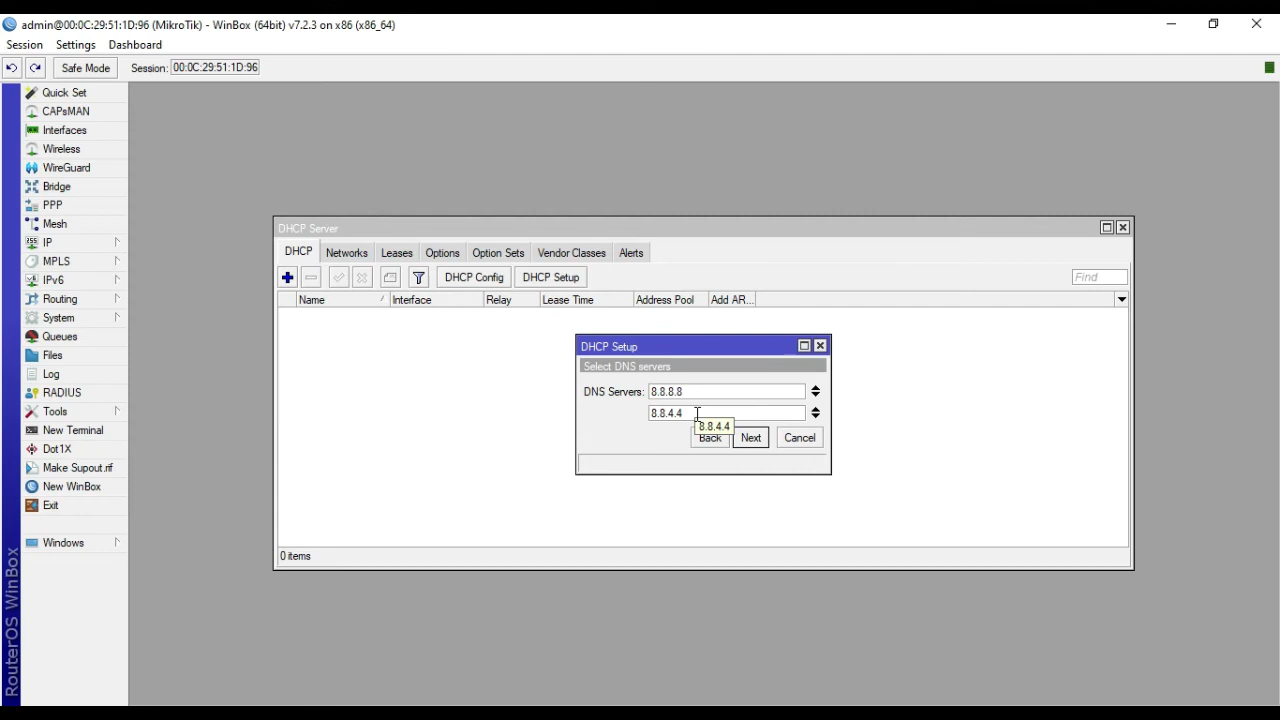 admin@00:0C:29:51:1D:96 (MikroTik) - WinBox (64bit) v7.2.3 on x86 (x86_64)
Session Settings Dashboard
Safe Mode Session: 00:0C:29:51:1D:96
Quick Set
CAPsMAN
Interfaces
Wireless
WireGuard
Bridge
PPP
Mesh
IP
MPLS
IPv6
Routing
System
Queues
Files
Log
RADIUS
Tools
New Terminal
Dot1X
Make Supout.rif
New WinBox
Exit
Windows
RouterOS WinBox
DHCP Server
DHCP Networks Leases Options Option Sets Vendor Classes Alerts
DHCP Config DHCP Setup Find
Name Interface Relay Lease Time Address Pool Add AR...
DHCP Setup
Select DNS servers
DNS Servers: 8.8.8.8
8.8.4.4
8.8.4.4
Back Next Cancel
0 items